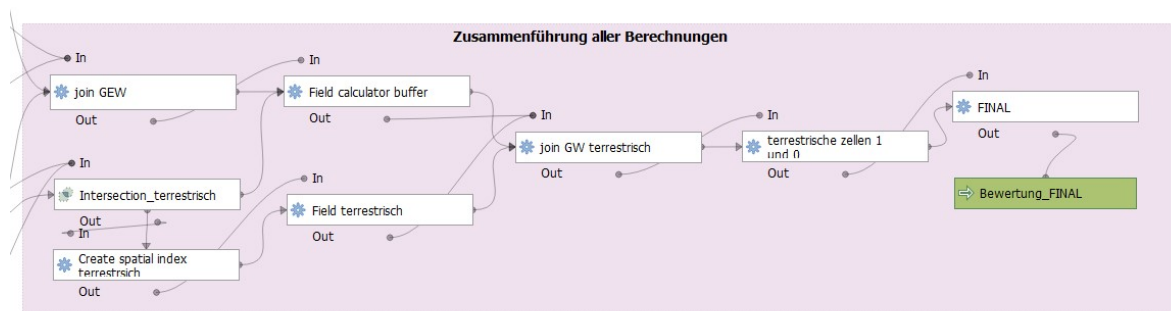 Zusammenführung aller Berechnungen
In
join GEW
Out
In
Field calculator buffer
Out
In
Intersection_terrestrisch
Out
In
Create spatial index
terrestrsich
Out
In
Field terrestrisch
Out
In
join GW terrestrisch
Out
In
terrestrische zellen 1
und 0
Out
In
FINAL
Out
Bewertung_FINAL